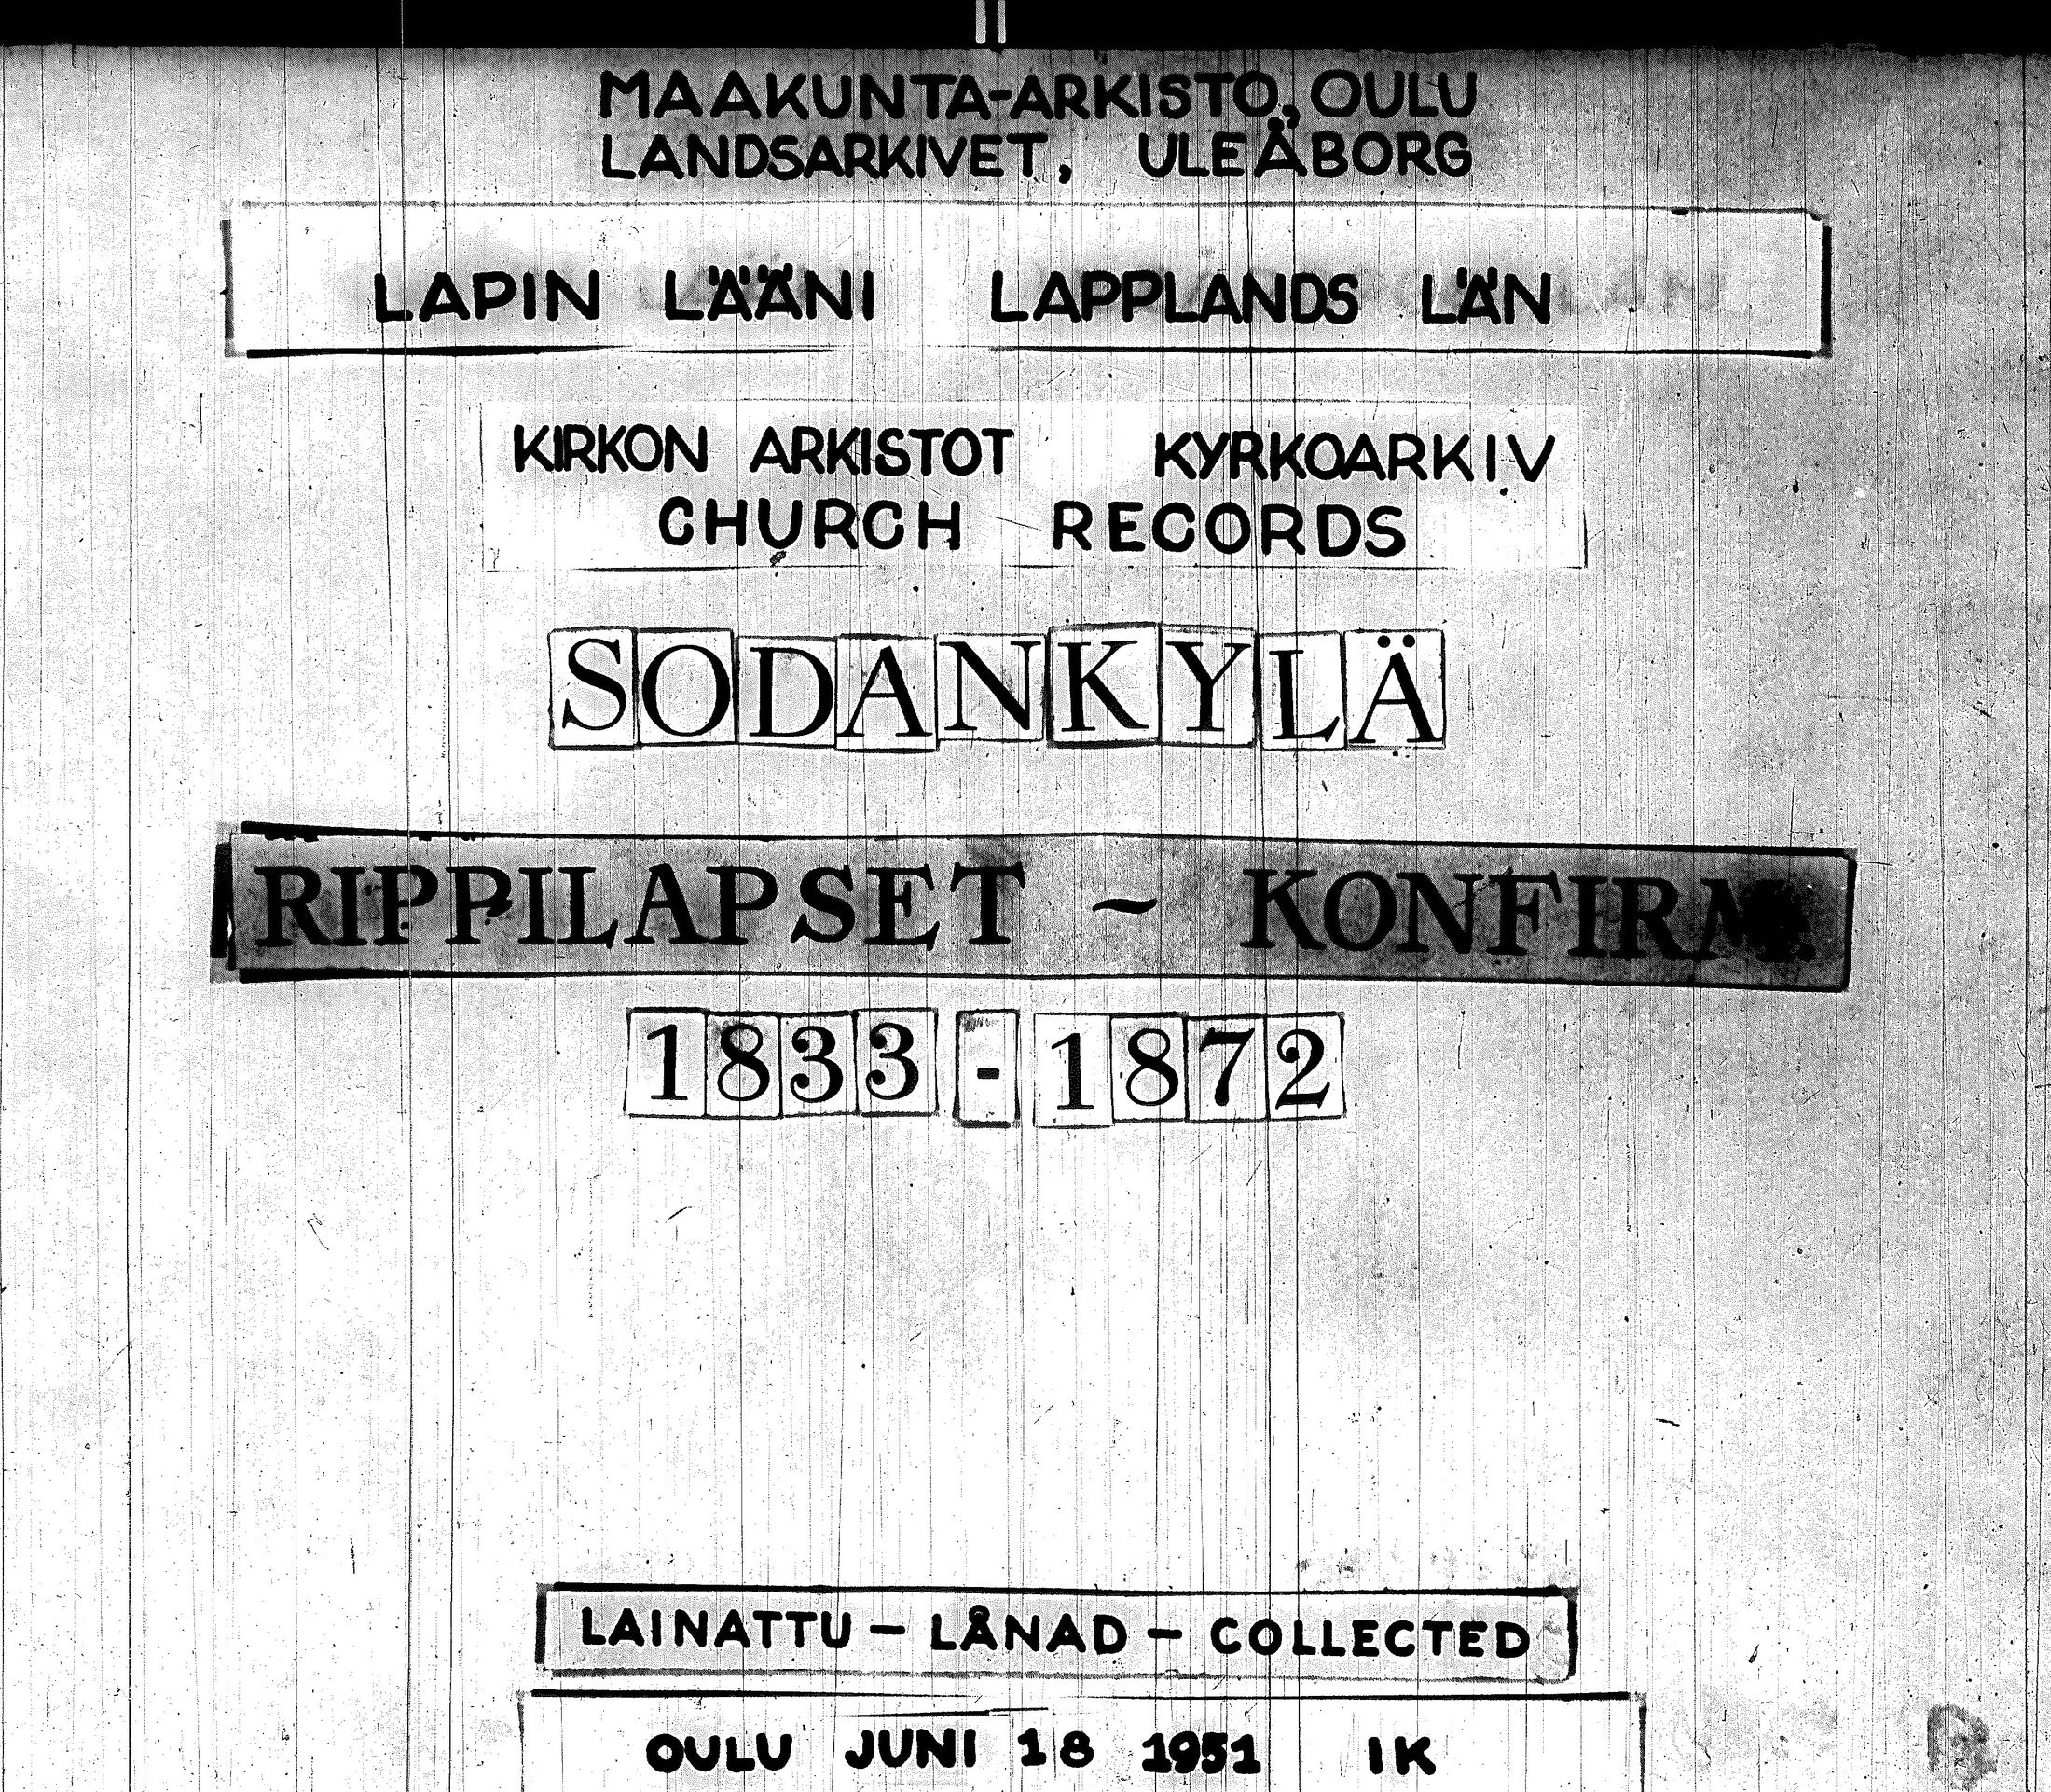 MAAKUNTA-ARKISTO, OULU
LANDSARKIVET, ULEÅBORG
LAPIN LÄÄNI LAPPLANDS LÄN
KIRKON ARKISTOT KYRKOARKIV
CHURCH RECORDS
SODANKYLÄ
RIPPILAPSET ~ KONFIRM.
1833-1872
LAINATTU - LÅNAD - COLLECTED
OULU JUNI 18 1951 IK